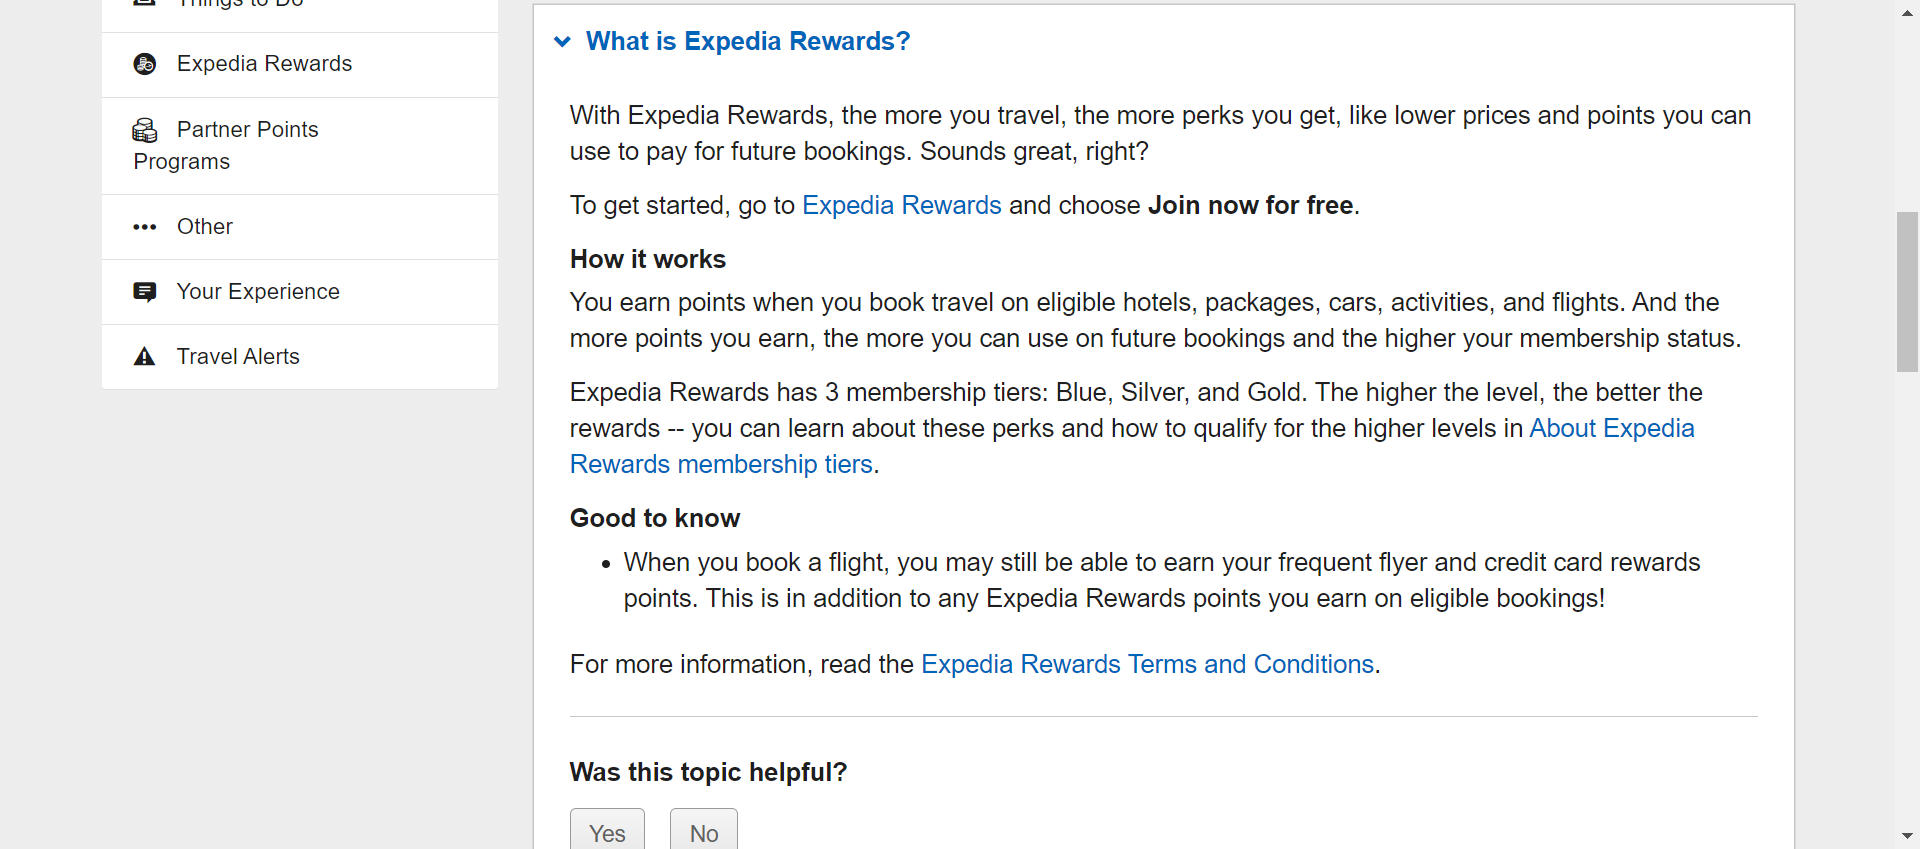 Things to Do
Expedia Rewards
Partner Points
Programs
Other
Your Experience
Travel Alerts
What is Expedia Rewards?
With Expedia Rewards, the more you travel, the more perks you get, like lower prices and points you can
use to pay for future bookings. Sounds great, right?
To get started, go to Expedia Rewards and choose Join now for free.
How it works
You earn points when you book travel on eligible hotels, packages, cars, activities, and flights. And the
more points you earn, the more you can use on future bookings and the higher your membership status.
Expedia Rewards has 3 membership tiers: Blue, Silver, and Gold. The higher the level, the better the
rewards -- you can learn about these perks and how to qualify for the higher levels in About Expedia
Rewards membership tiers.
Good to know
• When you book a flight, you may still be able to earn your frequent flyer and credit card rewards
points. This is in addition to any Expedia Rewards points you earn on eligible bookings!
For more information, read the Expedia Rewards Terms and Conditions.
Was this topic helpful?
Yes No